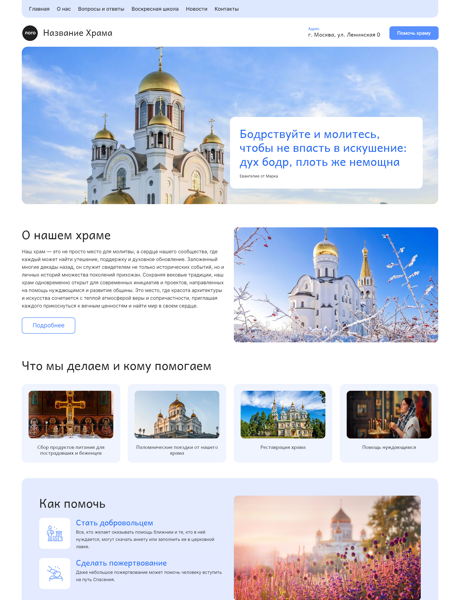 Главная О нас Вопросы и ответы Воскресная школа Новости Контакты
лого Название Храма
Адрес
г. Москва, ул. Ленинская 0
Помочь храму
Бодрствуйте и молитесь,
чтобы не впасть в искушение:
дух бодр, плоть же немощна
Евангелие от Марка
О нашем храме
Наш храм — это не просто место для молитвы, а сердце нашего сообщества, где
каждый может найти утешение, поддержку и духовное обновление. Заложенный
многие декады назад, он служит свидетелем не только исторических событий, но и
личных историй множества поколений прихожан. Сохраняя вековые традиции, наш
храм одновременно открыт для современных инициатив и проектов, направленных
на помощь нуждающимся и развитие общины. Это место, где красота архитектуры
и искусства сочетается с теплой атмосферой веры и сопричастности, приглашая
каждого прикоснуться к вечным ценностям и найти мир в своем сердце.
Подробнее
Что мы делаем и кому помогаем
Сбор продуктов питания для
пострадавших и беженцев
Паломнические поездки от нашего
храма
Реставрация храма
Помощь нуждающимся
Как помочь
Стать добровольцем
Все, кто желает оказывать помощь ближним и те, кто в ней
нуждается, могут скачать анкету или заполнить ее в церковной
лавке.
Сделать пожертвование
Даже небольшое пожертвование может помочь человеку вступить
на путь Спасения.